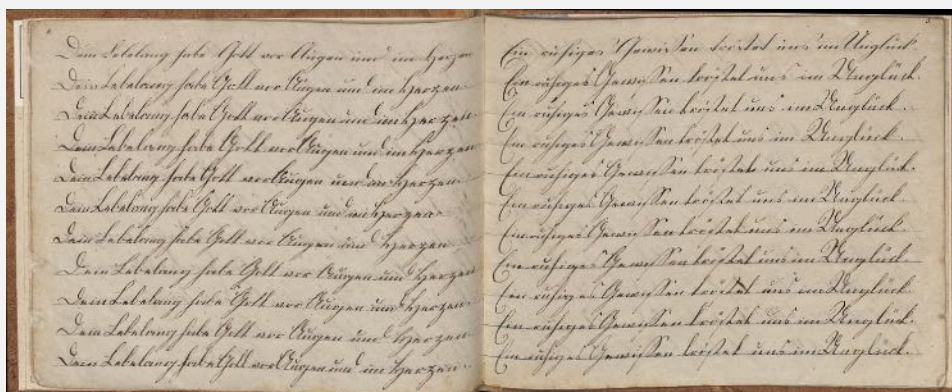 Dein Lebelang habe Gott vor Augen und im Herzen
Dein Lebelang habe Gott vor Augen und im Herzen.
Dein Lebelang habe Gott vor Augen und im Herzen.
Dein Lebelang habe Gott vor Augen und im Herzen.
Dein Lebelang habe Gott vor Augen und im Herzen.
Dein Lebelang habe Gott vor Augen und im Herzen.
Dein Lebelang habe Gott vor Augen und Herzen.
Dein Lebelang habe Gott vor Augen und Herzen
Dein Lebelang habe Gott vor Augen und Herzen.
Dein Lebelang habe Gott vor Augen und Herzen.
Dein Lebelang habe Gott vor Augen und im Herzen.
Ein ruhiges Gewissen tröstet uns im Unglück.
Ein ruhiges Gewissen tröstet uns im Unglück.
Ein ruhiges Gewissen tröstet uns im Unglück.
Ein ruhiges Gewissen tröstet uns im Unglück.
Ein ruhiges Gewissen tröstet uns im Unglück.
Ein ruhiges Gewissen tröstet uns im Unglück.
Ein ruhiges Gewissen tröstet uns im Unglück.
Ein ruhiges Gewissen tröstet uns im Unglück.
Ein ruhiges Gewissen tröstet uns im Unglück.
Ein ruhiges Gewissen tröstet uns im Unglück.
Ein ruhiges Gewissen tröstet uns im Unglück.